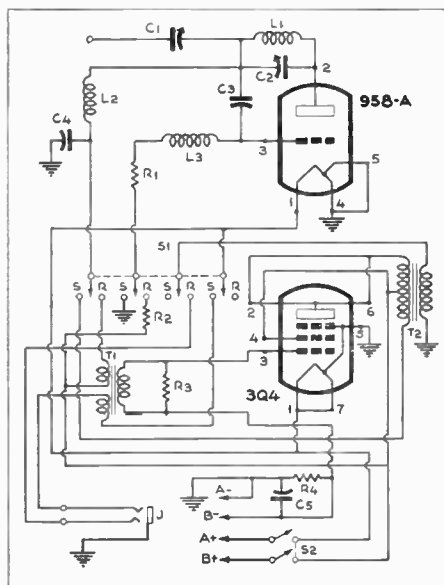 C1
L1
C2
2
958-A
L2
C3
C4
3
5
L3
R1
1
4
S1
S R S R S R S R
R2
2
6
T2
4
5
T1
3
R3
3Q4
1
7
A-
R4
B-
C5
J
A+
S2
B+